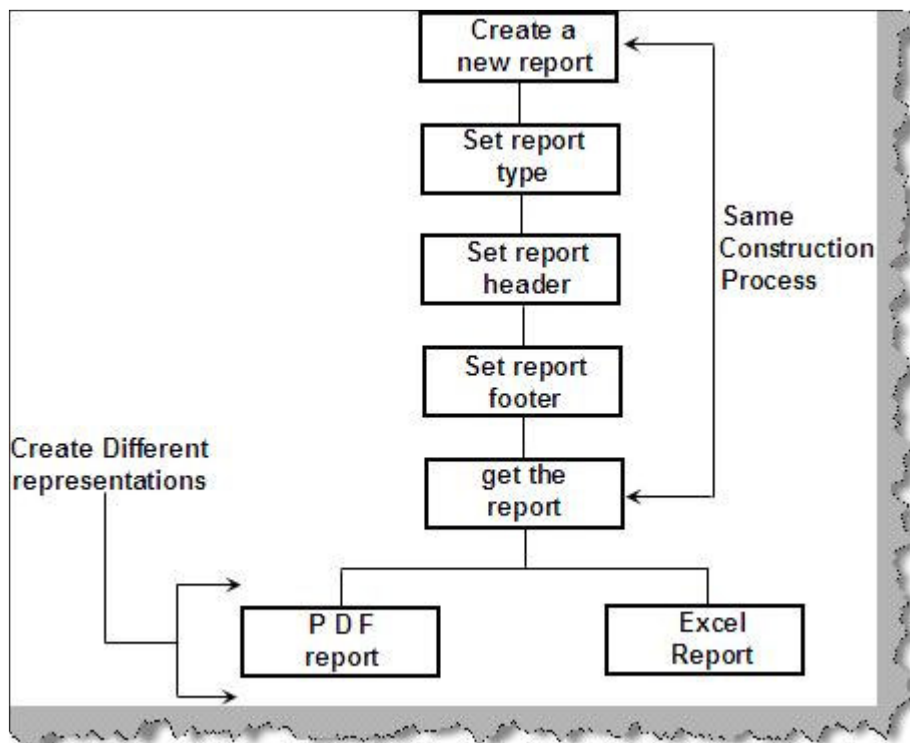 Create a
new report
Set report
type
Set report
header
Set report
footer
get the
report
Same
Construction
Process
Create Different
representations
P D F
report
Excel
Report